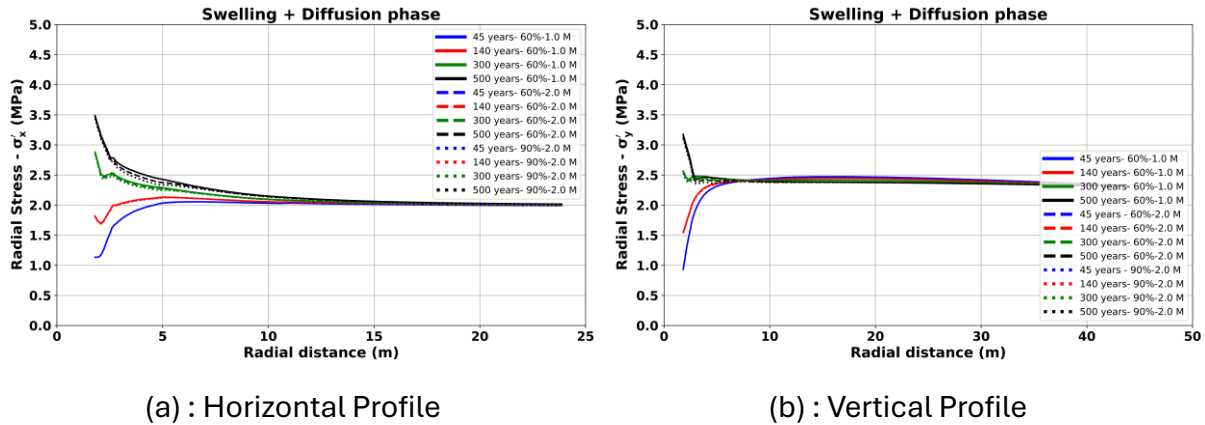 Swelling + Diffusion phase
Radial Stress - σ′x (MPa)
5.0
4.5
4.0
3.5
3.0
2.5
2.0
1.5
1.0
0.5
0.0
45 years- 60%-1.0 M
140 years- 60%-1.0 M
300 years- 60%-1.0 M
500 years- 60%-1.0 M
45 years- 60%-2.0 M
140 years- 60%-2.0 M
300 years- 60%-2.0 M
500 years- 60%-2.0 M
45 years- 90%-2.0 M
140 years- 90%-2.0 M
300 years- 90%-2.0 M
500 years- 90%-2.0 M
0 5 10 15 20 25
Radial distance (m)
(a) : Horizontal Profile
Swelling + Diffusion phase
Radial Stress - σ′y (MPa)
5.0
4.5
4.0
3.5
3.0
2.5
2.0
1.5
1.0
0.5
0.0
45 years- 60%-1.0 M
140 years- 60%-1.0 M
300 years- 60%-1.0 M
500 years- 60%-1.0 M
45 years - 60%-2.0 M
140 years- 60%-2.0 M
300 years- 60%-2.0 M
500 years- 60%-2.0 M
45 years - 90%-2.0 M
140 years- 90%-2.0 M
300 years- 90%-2.0 M
500 years- 90%-2.0 M
0 10 20 30 40 50
Radial distance (m)
(b) : Vertical Profile